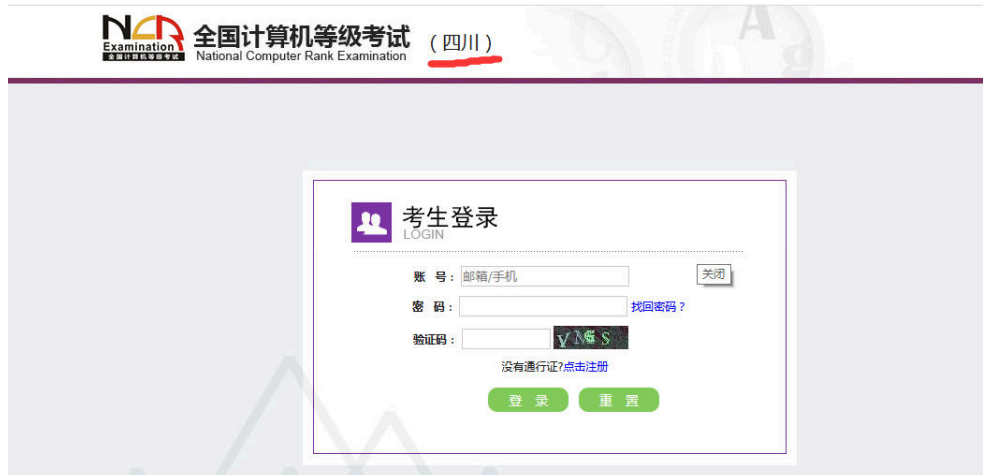 NCR
Examination
全国计算机等级考试
全国计算机等级考试
National Computer Rank Examination
(四川)
A
g
考生登录
LOGIN
账 号: 邮箱/手机
关闭
密 码: 找回密码?
验证码:
没有通行证?点击注册
登 录 重 置